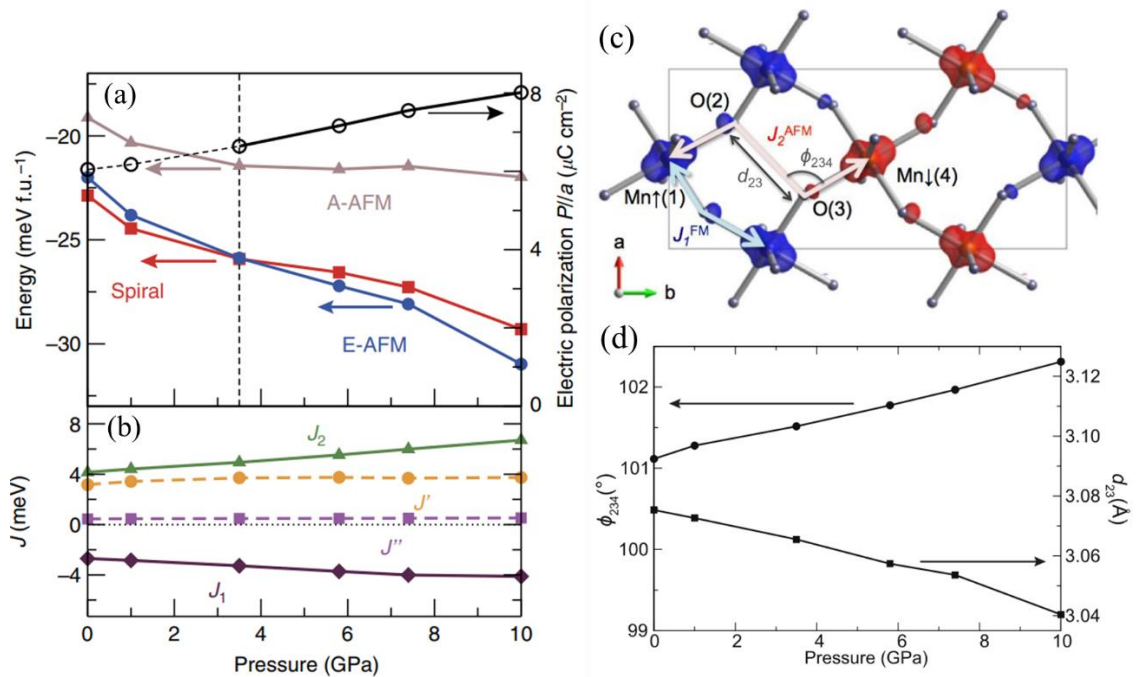 (a)
−20
−25
−30
Energy (meV f.u.⁻¹)
A-AFM
Spiral
E-AFM
8
4
0
Electric polarization P//a (μC cm⁻²)
(b)
8
4
0
−4
J (meV)
J₂
J′
J″
J₁
0 2 4 6 8 10
Pressure (GPa)
(c)
O(2)
J₂ᴬᶠᴹ
ϕ₂₃₄
d₂₃
Mn↑(1)
Mn↓(4)
O(3)
J₁ᶠᴹ
a
b
(d)
102
101
100
99
ϕ₂₃₄(°)
3.12
3.10
3.08
3.06
3.04
d₂₃(Å)
0 2 4 6 8 10
Pressure (GPa)